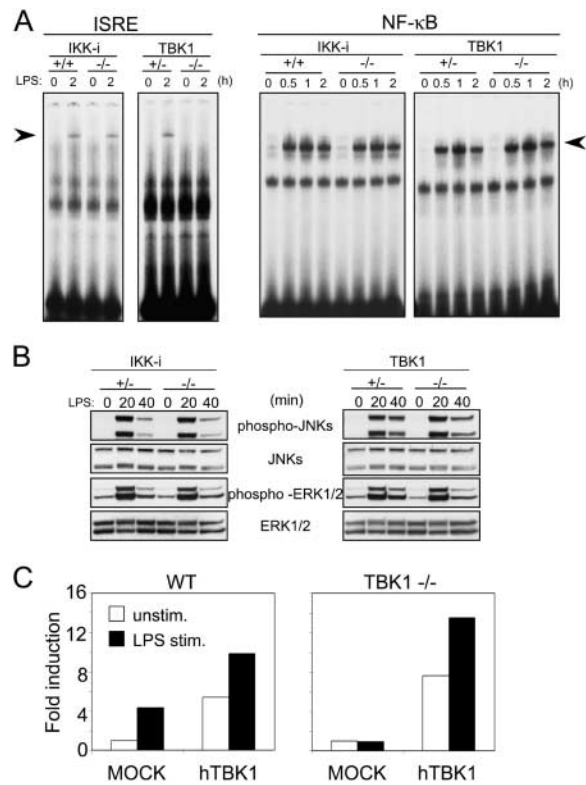 A
ISRE
NF-κB
IKK-i TBK1
IKK-i TBK1
+/+ -/- +/- -/-
+/+ -/- +/- -/-
LPS: 0 2 0 2 0 2 0 2 (h)
0 0.5 1 2 0 0.5 1 2 (h) 0 0.5 1 2 0 0.5 1 2 (h)
B
IKK-i TBK1
+/- -/- +/- -/-
LPS: 0 20 40 0 20 40 (min) 0 20 40 0 20 40
phospho-JNKs
JNKs
phospho -ERK1/2
ERK1/2
C
WT TBK1 -/-
Fold induction
16
12
8
4
0
unstim.
LPS stim.
MOCK hTBK1 MOCK hTBK1